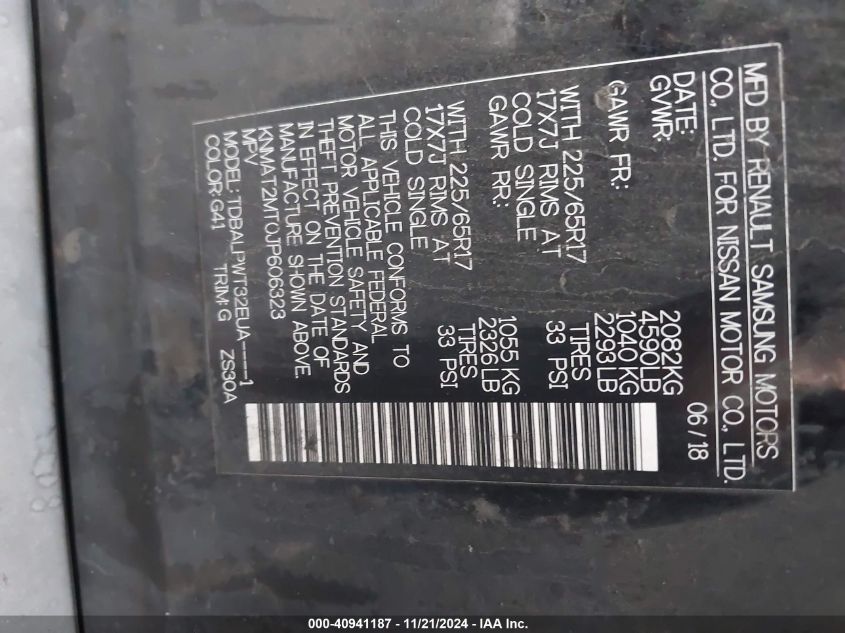 MFD BY RENAULT SAMSUNG MOTORS
CO., LTD. FOR NISSAN MOTOR CO., LTD.
DATE: 06/18
GVWR: 2082KG
4590LB
GAWR FR: 1040 KG
2293LB
WITH 225/65R17 TIRES
17X7J RIMS AT 33 PSI
COLD SINGLE
GAWR RR: 1055 KG
2326LB
WITH 225/65R17 TIRES
17X7J RIMS AT 33 PSI
COLD SINGLE
THIS VEHICLE CONFORMS TO
ALL APPLICABLE FEDERAL
MOTOR VEHICLE SAFETY AND
THEFT PREVENTION STANDARDS
IN EFFECT ON THE DATE OF
MANUFACTURE SHOWN ABOVE.
KNMAT2MT0JP606323
MPV
MODEL: TDBALPWT32EUA----1
COLOR:G41 TRIM:G ZS30A
000-40941187 - 11/21/2024 - IAA Inc.